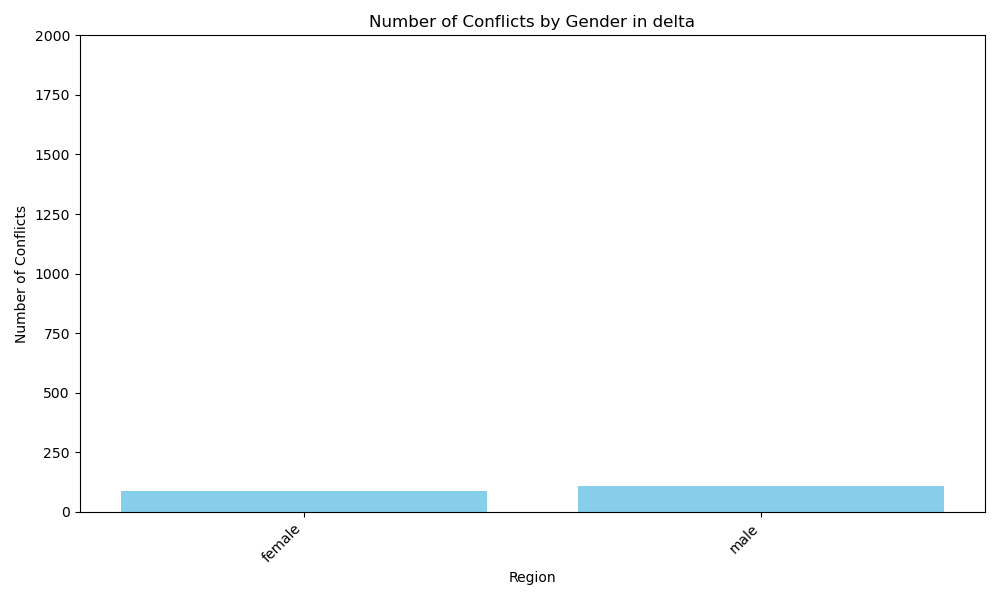 Number of Conflicts by Gender in delta
2000
1750
1500
1250
1000
750
500
250
0
Number of Conflicts
female
male
Region